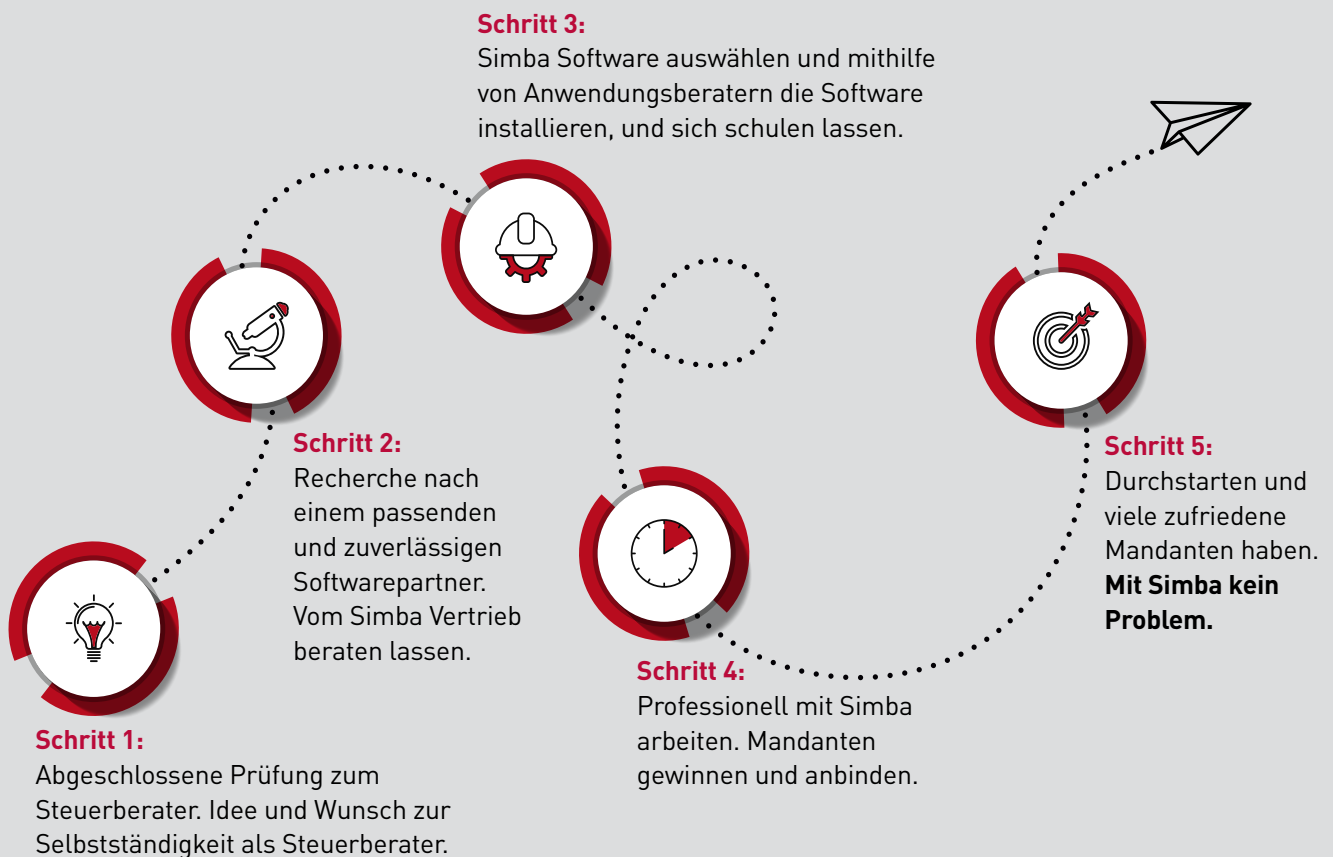 Schritt 1:
Abgeschlossene Prüfung zum
Steuerberater. Idee und Wunsch zur
Selbstständigkeit als Steuerberater.
Schritt 2:
Recherche nach
einem passenden
und zuverlässigen
Softwarepartner.
Vom Simba Vertrieb
beraten lassen.
Schritt 3:
Simba Software auswählen und mithilfe
von Anwendungsberatern die Software
installieren, und sich schulen lassen.
Schritt 4:
Professionell mit Simba
arbeiten. Mandanten
gewinnen und anbinden.
Schritt 5:
Durchstarten und
viele zufriedene
Mandanten haben.
Mit Simba kein
Problem.